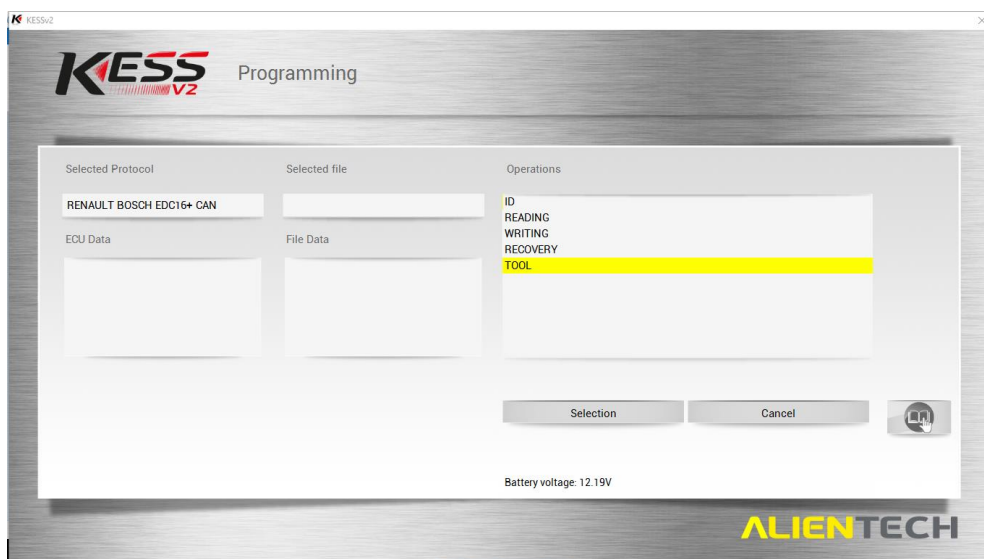 KESSv2
KESS V2
Programming
Selected Protocol
Selected file
Operations
RENAULT BOSCH EDC16+ CAN
ID
READING
WRITING
RECOVERY
TOOL
ECU Data
File Data
Selection
Cancel
Battery voltage: 12.19V
ALIENTECH